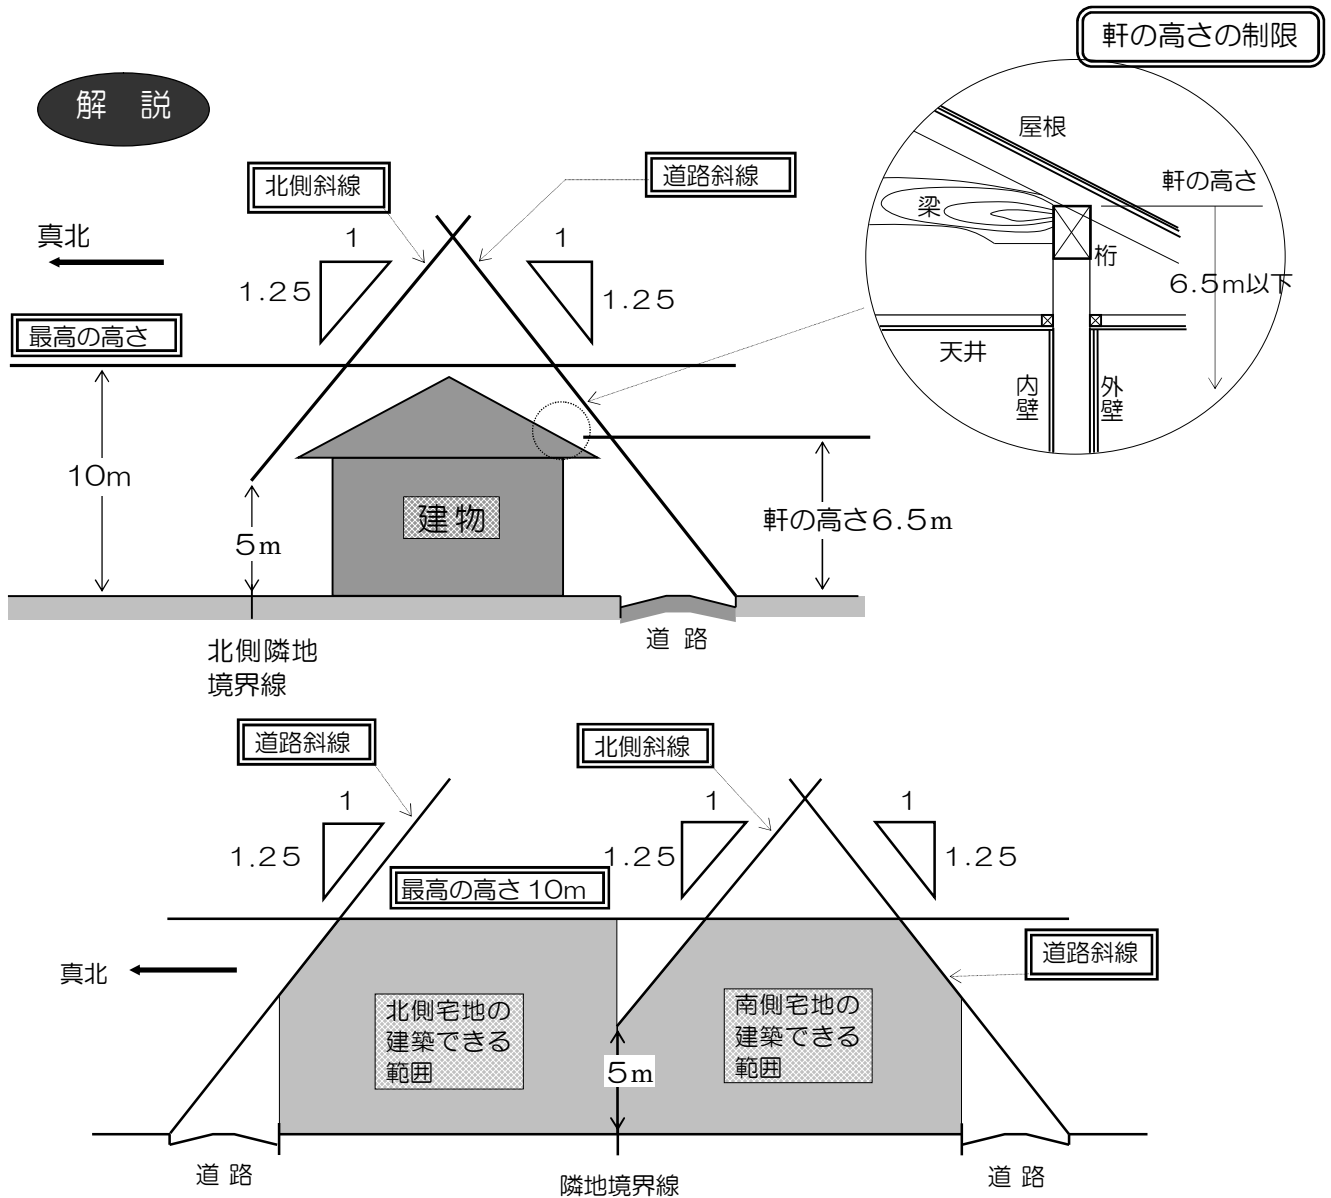 軒の高さの制限
解 説
屋根
軒の高さ
梁
桁
6.5m以下
天井
内壁
外壁
北側斜線
道路斜線
真北
1
1.25
1
1.25
最高の高さ
10m
建物
5m
軒の高さ6.5m
道 路
北側隣地
境界線
道路斜線
北側斜線
1
1.25
1
1.25
1
1.25
最高の高さ 10m
道路斜線
真北
北側宅地の
建築できる
範囲
南側宅地の
建築できる
範囲
5m
道 路
隣地境界線
道 路